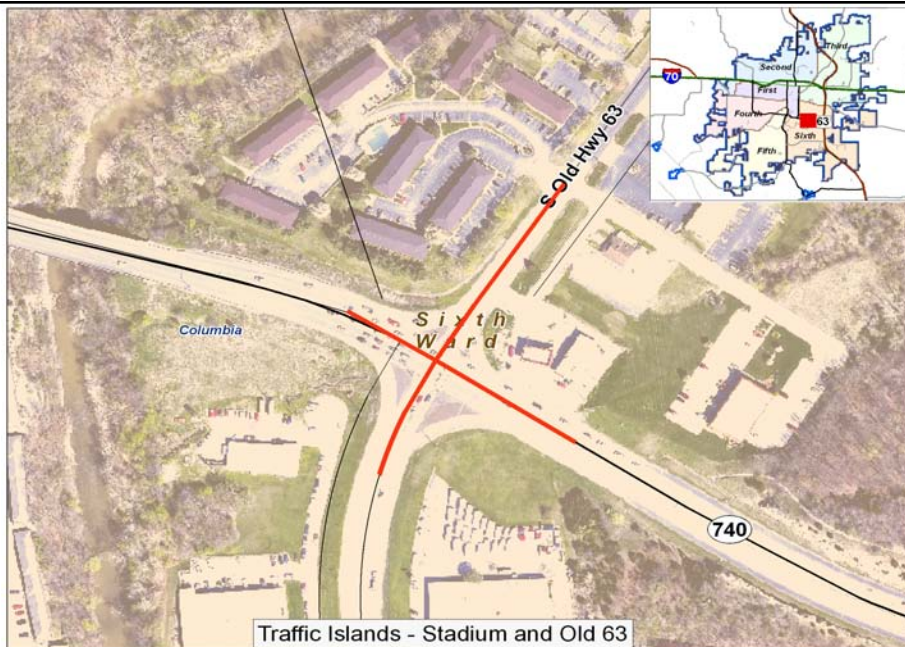 Third
Second
70
First
Fourth
63
Sixth
Fifth
S Old Hwy 63
Sixth
Ward
Columbia
740
Traffic Islands - Stadium and Old 63